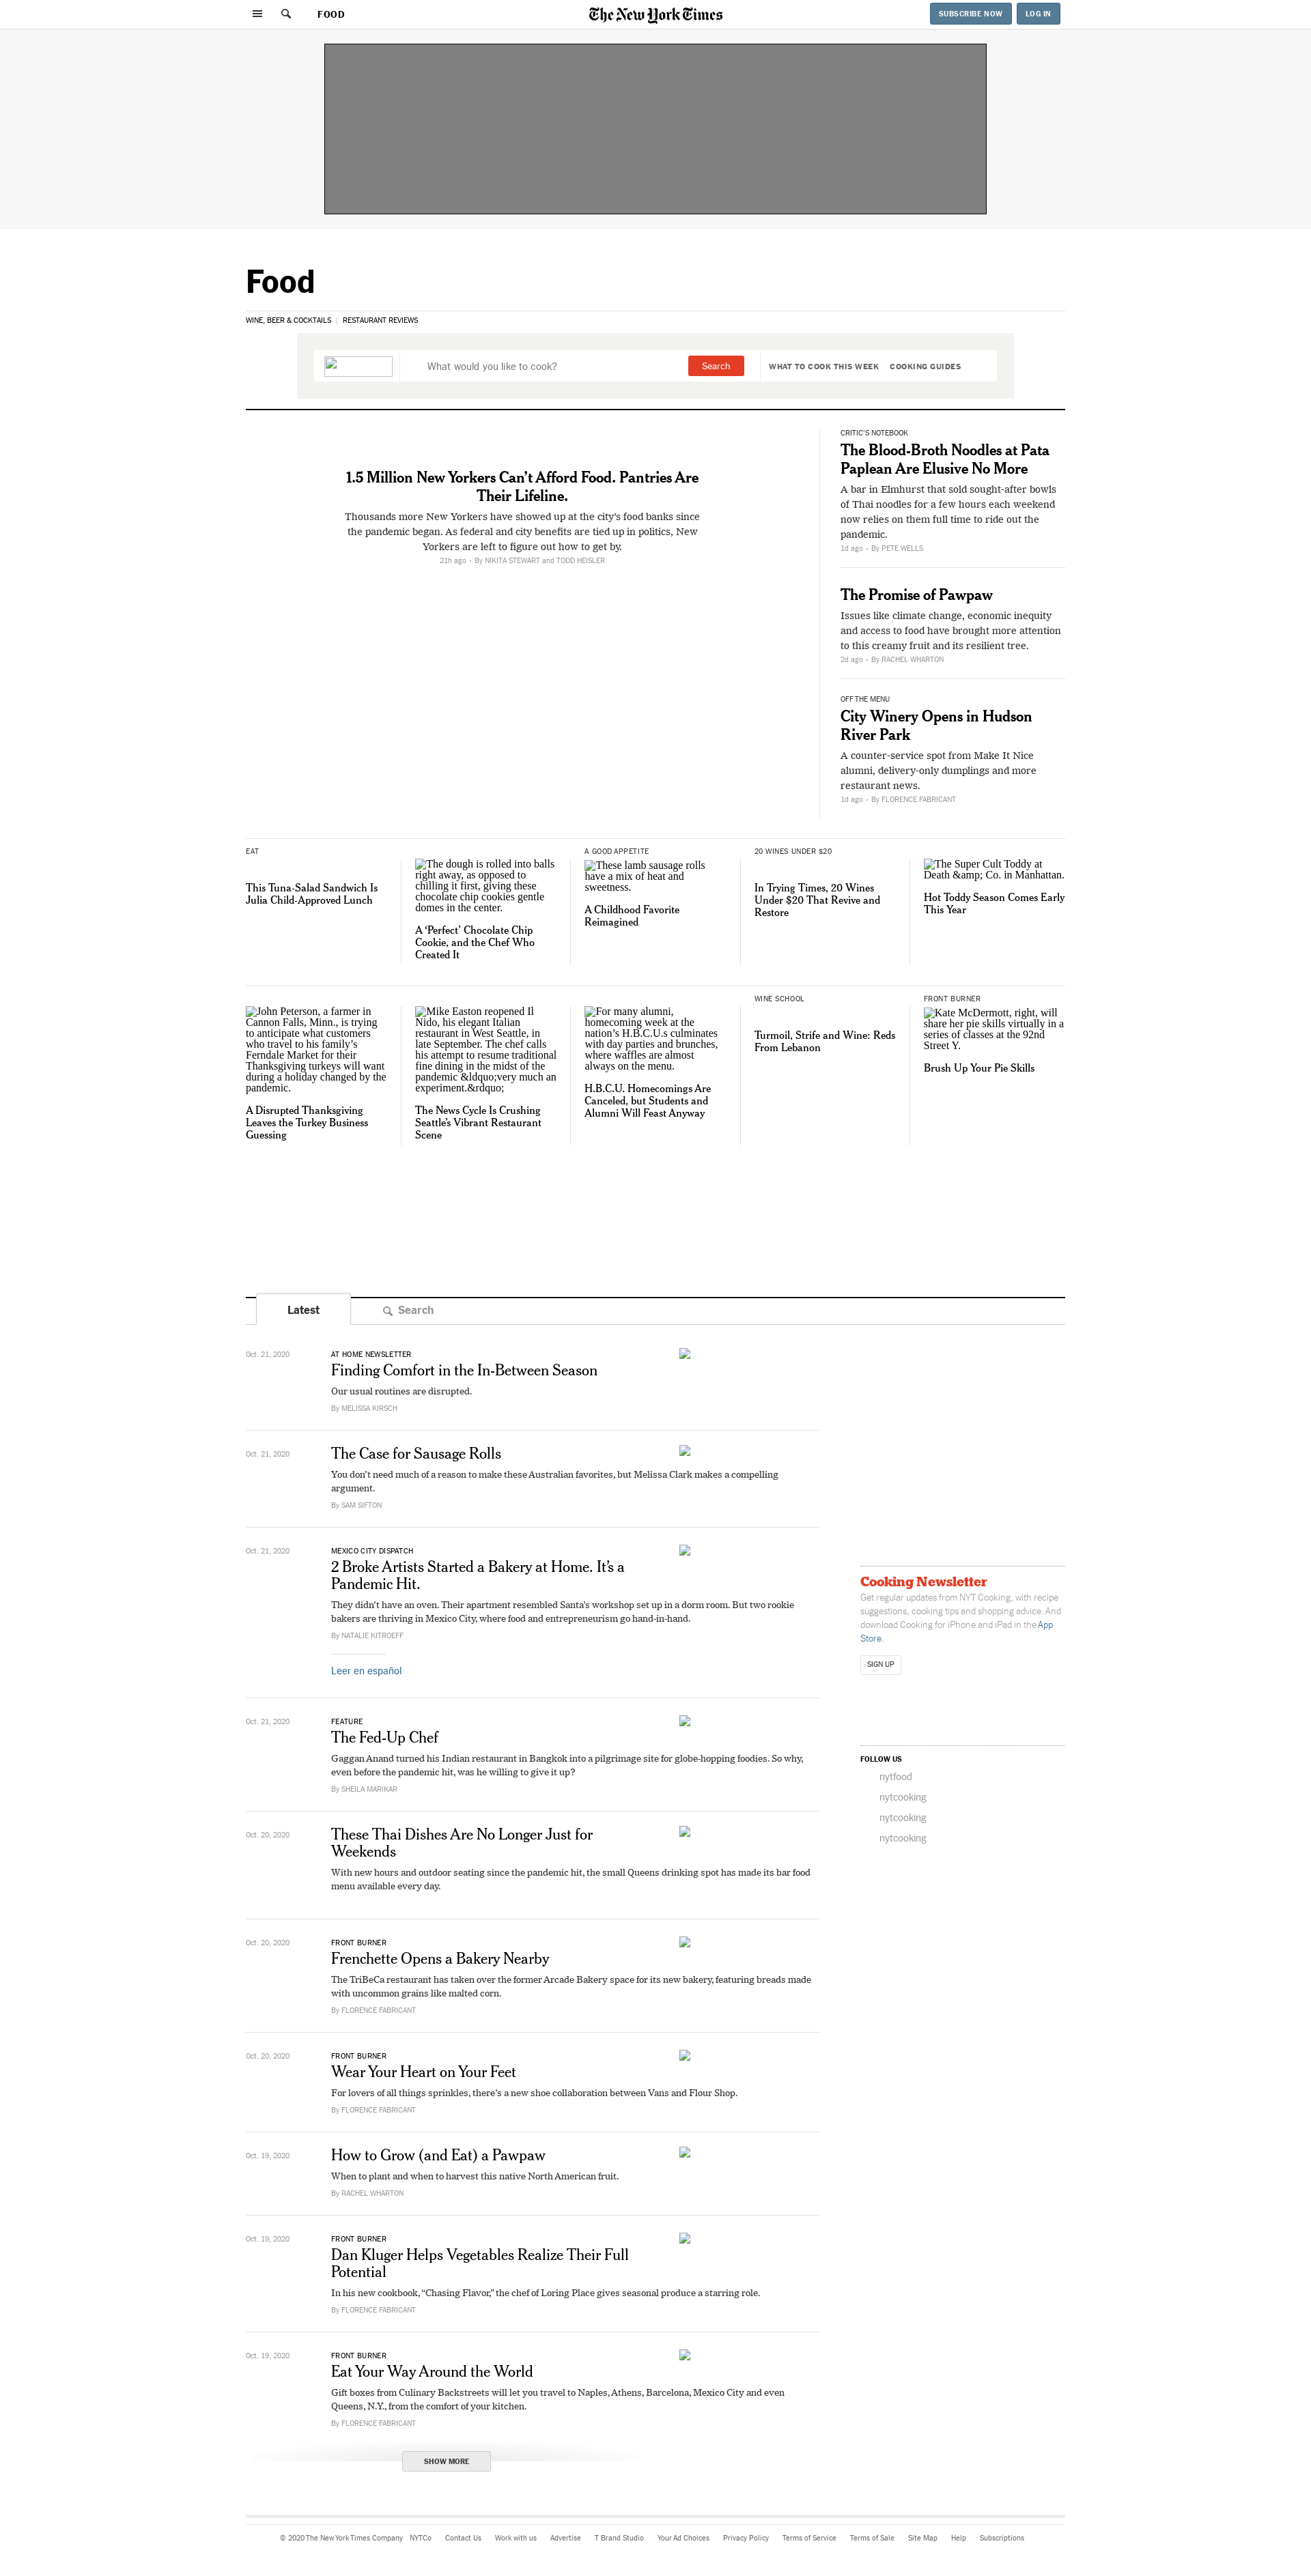 FOOD
The New York Times
SUBSCRIBE NOW
LOG IN
Food
WINE, BEER & COCKTAILS | RESTAURANT REVIEWS
What would you like to cook?
Search
WHAT TO COOK THIS WEEK
COOKING GUIDES
1.5 Million New Yorkers Can’t Afford Food. Pantries Are
Their Lifeline.
Thousands more New Yorkers have showed up at the city’s food banks since
the pandemic began. As federal and city benefits are tied up in politics, New
Yorkers are left to figure out how to get by.
21h ago • By NIKITA STEWART and TODD HEISLER
CRITIC’S NOTEBOOK
The Blood-Broth Noodles at Pata
Paplean Are Elusive No More
A bar in Elmhurst that sold sought-after bowls
of Thai noodles for a few hours each weekend
now relies on them full time to ride out the
pandemic.
1d ago • By PETE WELLS
The Promise of Pawpaw
Issues like climate change, economic inequity
and access to food have brought more attention
to this creamy fruit and its resilient tree.
2d ago • By RACHEL WHARTON
OFF THE MENU
City Winery Opens in Hudson
River Park
A counter-service spot from Make It Nice
alumni, delivery-only dumplings and more
restaurant news.
1d ago • By FLORENCE FABRICANT
EAT
This Tuna-Salad Sandwich Is
Julia Child-Approved Lunch
The dough is rolled into balls
right away, as opposed to
chilling it first, giving these
chocolate chip cookies gentle
domes in the center.
A ‘Perfect’ Chocolate Chip
Cookie, and the Chef Who
Created It
A GOOD APPETITE
These lamb sausage rolls
have a mix of heat and
sweetness.
A Childhood Favorite
Reimagined
20 WINES UNDER $20
In Trying Times, 20 Wines
Under $20 That Revive and
Restore
The Super Cult Toddy at
Death &amp; Co. in Manhattan.
Hot Toddy Season Comes Early
This Year
John Peterson, a farmer in
Cannon Falls, Minn., is trying
to anticipate what customers
who travel to his family’s
Ferndale Market for their
Thanksgiving turkeys will want
during a holiday changed by the
pandemic.
A Disrupted Thanksgiving
Leaves the Turkey Business
Guessing
Mike Easton reopened Il
Nido, his elegant Italian
restaurant in West Seattle, in
late September. The chef calls
his attempt to resume traditional
fine dining in the midst of the
pandemic &ldquo;very much an
experiment.&rdquo;
The News Cycle Is Crushing
Seattle’s Vibrant Restaurant
Scene
For many alumni,
homecoming week at the
nation’s H.B.C.U.s culminates
with day parties and brunches,
where waffles are almost
always on the menu.
H.B.C.U. Homecomings Are
Canceled, but Students and
Alumni Will Feast Anyway
WINE SCHOOL
Turmoil, Strife and Wine: Reds
From Lebanon
FRONT BURNER
Kate McDermott, right, will
share her pie skills virtually in a
series of classes at the 92nd
Street Y.
Brush Up Your Pie Skills
Latest
Search
Oct. 21, 2020
AT HOME NEWSLETTER
Finding Comfort in the In-Between Season
Our usual routines are disrupted.
By MELISSA KIRSCH
Oct. 21, 2020
The Case for Sausage Rolls
You don’t need much of a reason to make these Australian favorites, but Melissa Clark makes a compelling
argument.
By SAM SIFTON
Oct. 21, 2020
MEXICO CITY DISPATCH
2 Broke Artists Started a Bakery at Home. It’s a
Pandemic Hit.
They didn’t have an oven. Their apartment resembled Santa’s workshop set up in a dorm room. But two rookie
bakers are thriving in Mexico City, where food and entrepreneurism go hand-in-hand.
By NATALIE KITROEFF
Leer en español
Oct. 21, 2020
FEATURE
The Fed-Up Chef
Gaggan Anand turned his Indian restaurant in Bangkok into a pilgrimage site for globe-hopping foodies. So why,
even before the pandemic hit, was he willing to give it up?
By SHEILA MARIKAR
Oct. 20, 2020
These Thai Dishes Are No Longer Just for
Weekends
With new hours and outdoor seating since the pandemic hit, the small Queens drinking spot has made its bar food
menu available every day.
Oct. 20, 2020
FRONT BURNER
Frenchette Opens a Bakery Nearby
The TriBeCa restaurant has taken over the former Arcade Bakery space for its new bakery, featuring breads made
with uncommon grains like malted corn.
By FLORENCE FABRICANT
Oct. 20, 2020
FRONT BURNER
Wear Your Heart on Your Feet
For lovers of all things sprinkles, there’s a new shoe collaboration between Vans and Flour Shop.
By FLORENCE FABRICANT
Oct. 19, 2020
How to Grow (and Eat) a Pawpaw
When to plant and when to harvest this native North American fruit.
By RACHEL WHARTON
Oct. 19, 2020
FRONT BURNER
Dan Kluger Helps Vegetables Realize Their Full
Potential
In his new cookbook, “Chasing Flavor,” the chef of Loring Place gives seasonal produce a starring role.
By FLORENCE FABRICANT
Oct. 19, 2020
FRONT BURNER
Eat Your Way Around the World
Gift boxes from Culinary Backstreets will let you travel to Naples, Athens, Barcelona, Mexico City and even
Queens, N.Y., from the comfort of your kitchen.
By FLORENCE FABRICANT
SHOW MORE
Cooking Newsletter
Get regular updates from NYT Cooking, with recipe
suggestions, cooking tips and shopping advice. And
download Cooking for iPhone and iPad in the App
Store.
SIGN UP
FOLLOW US
nytfood
nytcooking
nytcooking
nytcooking
© 2020 The New York Times Company NYTCo Contact Us Work with us Advertise T Brand Studio Your Ad Choices Privacy Policy Terms of Service Terms of Sale Site Map Help Subscriptions